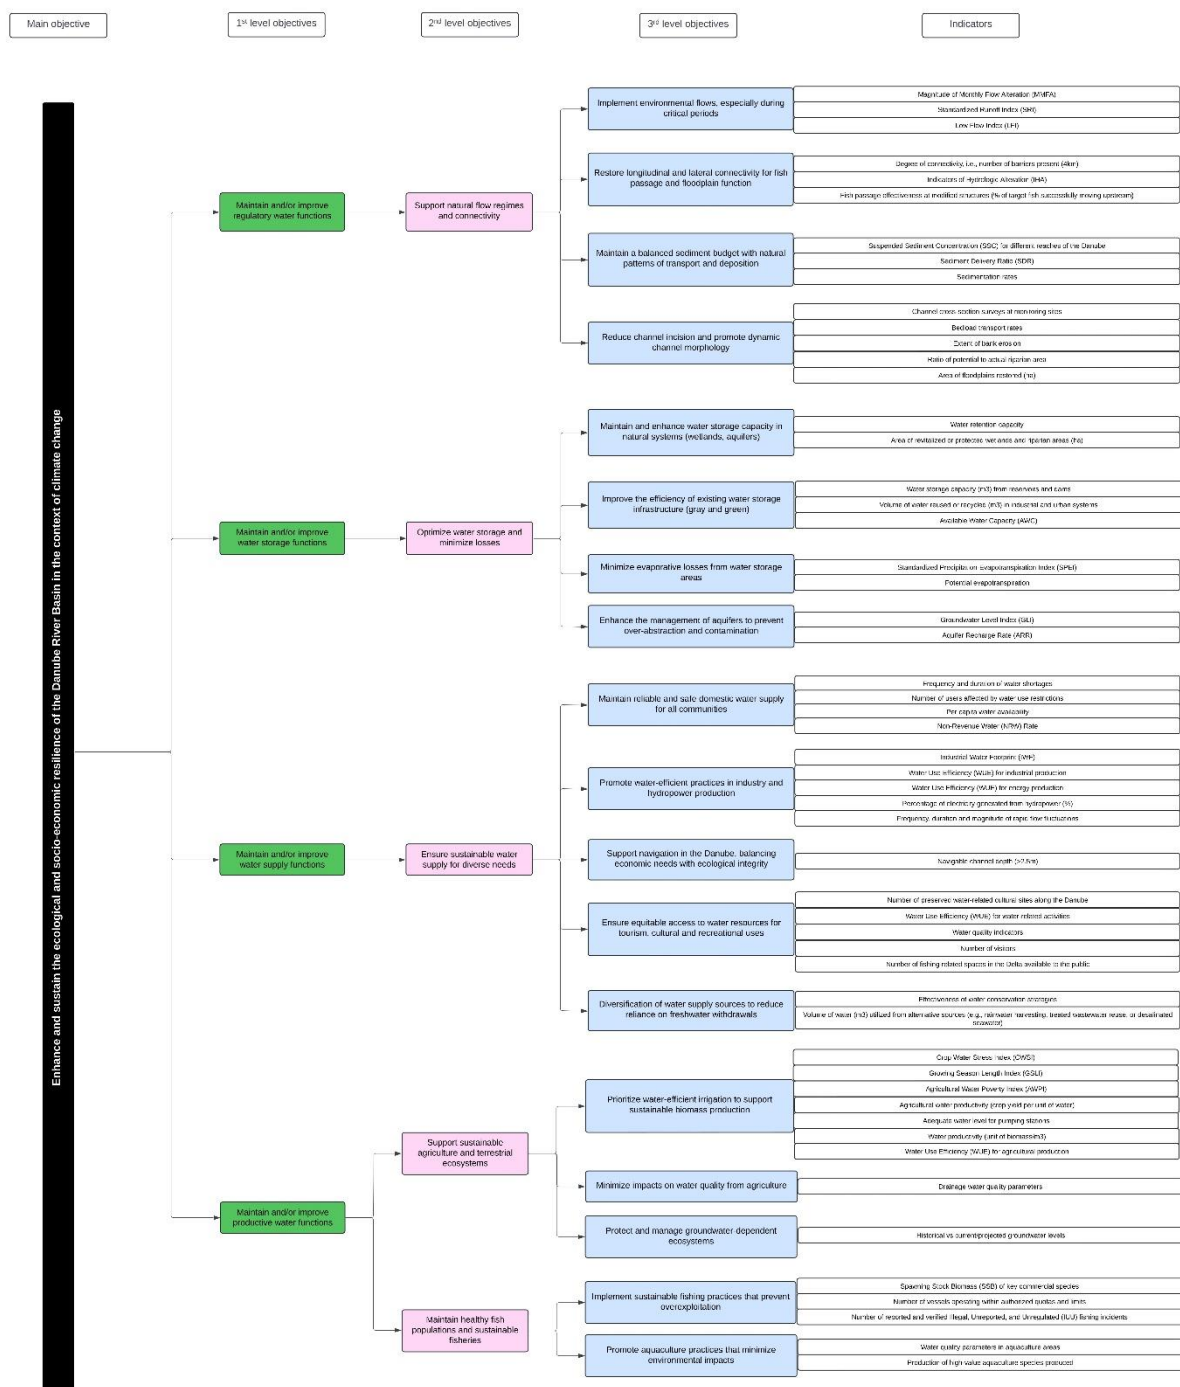 Main objective
1st level objectives
2nd level objectives
3rd level objectives
Indicators
Enhance and sustain the ecological and socio-economic resilience of the Danube River Basin in the context of climate change
Maintain and/or improve
regulatory water functions
Support natural flow regimes
and connectivity
Implement environmental flows, especially during
critical periods
Magnitude of Monthly Flow Alteration (MMFA)
Standardized Runoff Index (SRI)
Low Flow Index (LFI)
Restore longitudinal and lateral connectivity for fish
passage and floodplain function
Degree of connectivity, i.e., number of barriers present (4km)
Indicators of Hydrologic Alteration (IHA)
Fish passage effectiveness at modified structures (% of target fish successfully moving upstream)
Maintain a balanced sediment budget with natural
patterns of transport and deposition
Suspended Sediment Concentration (SSC) for different reaches of the Danube
Sediment Delivery Ratio (SDR)
Sedimentation rates
Reduce channel incision and promote dynamic
channel morphology
Channel cross-section surveys at monitoring sites
Bedload transport rates
Extent of bank erosion
Ratio of potential to actual riparian area
Area of floodplains restored (ha)
Maintain and/or improve
water storage functions
Optimize water storage and
minimize losses
Maintain and enhance water storage capacity in
natural systems (wetlands, aquifers)
Water retention capacity
Area of revitalized or protected wetlands and riparian areas (ha)
Improve the efficiency of existing water storage
infrastructure (gray and green)
Water storage capacity (m3) from reservoirs and dams
Volume of water reused or recycled (m3) in industrial and urban systems
Available Water Capacity (AWC)
Minimize evaporative losses from water storage
areas
Standardized Precipitation Evapotranspiration Index (SPEI)
Potential evapotranspiration
Enhance the management of aquifers to prevent
over-abstraction and contamination
Groundwater Level Index (GLI)
Aquifer Recharge Rate (ARR)
Maintain and/or improve
water supply functions
Ensure sustainable water
supply for diverse needs
Maintain reliable and safe domestic water supply
for all communities
Frequency and duration of water shortages
Number of users affected by water use restrictions
Per capita water availability
Non-Revenue Water (NRW) Rate
Promote water-efficient practices in industry and
hydropower production
Industrial Water Footprint (IWF)
Water Use Efficiency (WUE) for industrial production
Water Use Efficiency (WUE) for energy production
Percentage of electricity generated from hydropower (%)
Frequency, duration and magnitude of rapid flow fluctuations
Support navigation in the Danube, balancing
economic needs with ecological integrity
Navigable channel depth (>2.5m)
Ensure equitable access to water resources for
tourism, cultural and recreational uses
Number of preserved water-related cultural sites along the Danube
Water Use Efficiency (WUE) for water related activities
Water quality indicators
Number of visitors
Number of fishing related spaces in the Delta available to the public
Diversification of water supply sources to reduce
reliance on freshwater withdrawals
Effectiveness of water conservation strategies
Volume of water (m3) utilized from alternative sources (e.g., rainwater harvesting, treated wastewater reuse, or desalinated
seawater)
Maintain and/or improve
productive water functions
Support sustainable
agriculture and terrestrial
ecosystems
Prioritize water-efficient irrigation to support
sustainable biomass production
Crop Water Stress Index (CWSI)
Growing Season Length Index (GSLI)
Agricultural Water Poverty Index (AWPI)
Agricultural water productivity (crop yield per unit of water)
Adequate water level for pumping stations
Water productivity (unit of biomass/m3)
Water Use Efficiency (WUE) for agricultural production
Minimize impacts on water quality from agriculture
Drainage water quality parameters
Protect and manage groundwater-dependent
ecosystems
Historical vs current/projected groundwater levels
Maintain healthy fish
populations and sustainable
fisheries
Implement sustainable fishing practices that prevent
overexploitation
Spawning Stock Biomass (SSB) of key commercial species
Number of vessels operating within authorized quotas and limits
Number of reported and verified Illegal, Unreported, and Unregulated (IUU) fishing incidents
Promote aquaculture practices that minimize
environmental impacts
Water quality parameters in aquaculture areas
Production of high-value aquaculture species produced